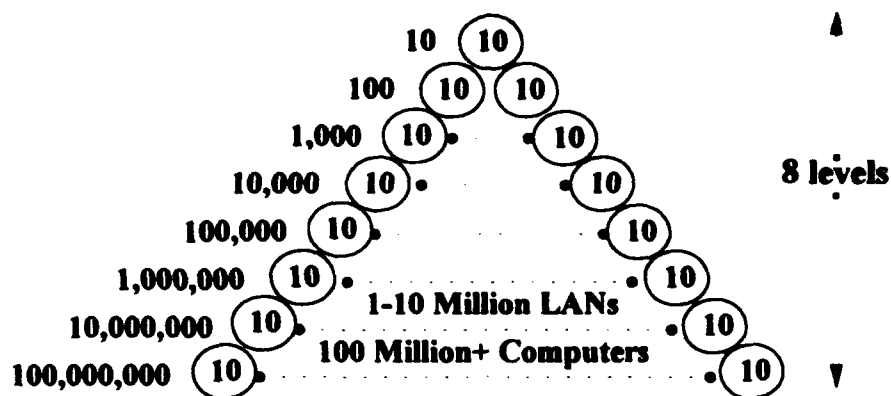 10 10
100 10 10
1,000 10 10
10,000 10 10
8 levels
100,000 10 10
1,000,000 10 10
1-10 Million LANs
10,000,000 10 10
100 Million+ Computers
100,000,000 10 10